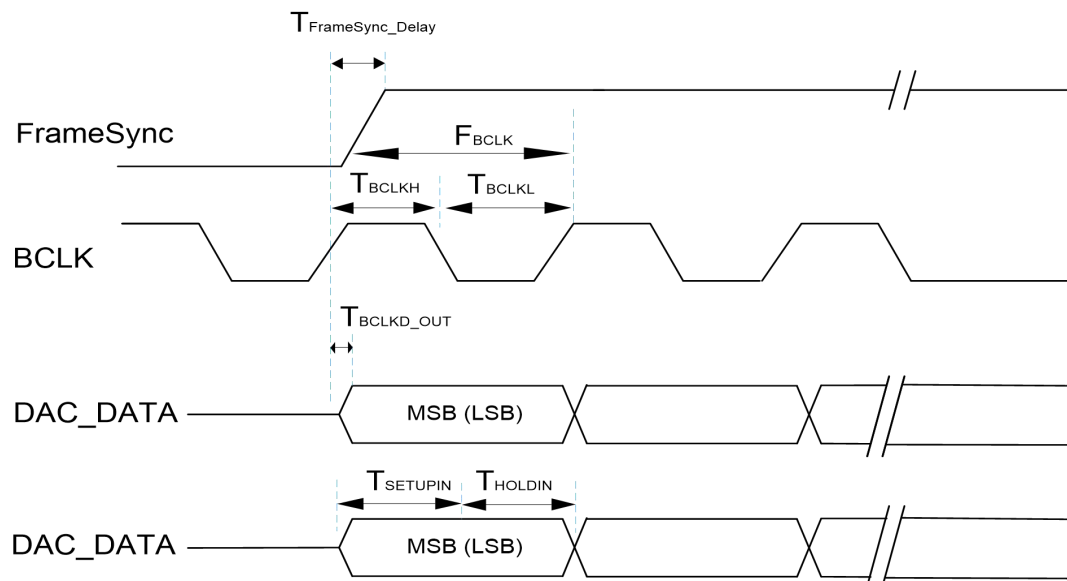 TFrameSync_Delay
FrameSync
FBCLK
TBCLKH
TBCLKL
BCLK
TBCLKD_OUT
DAC_DATA
MSB (LSB)
TSETUPIN
THOLDIN
DAC_DATA
MSB (LSB)